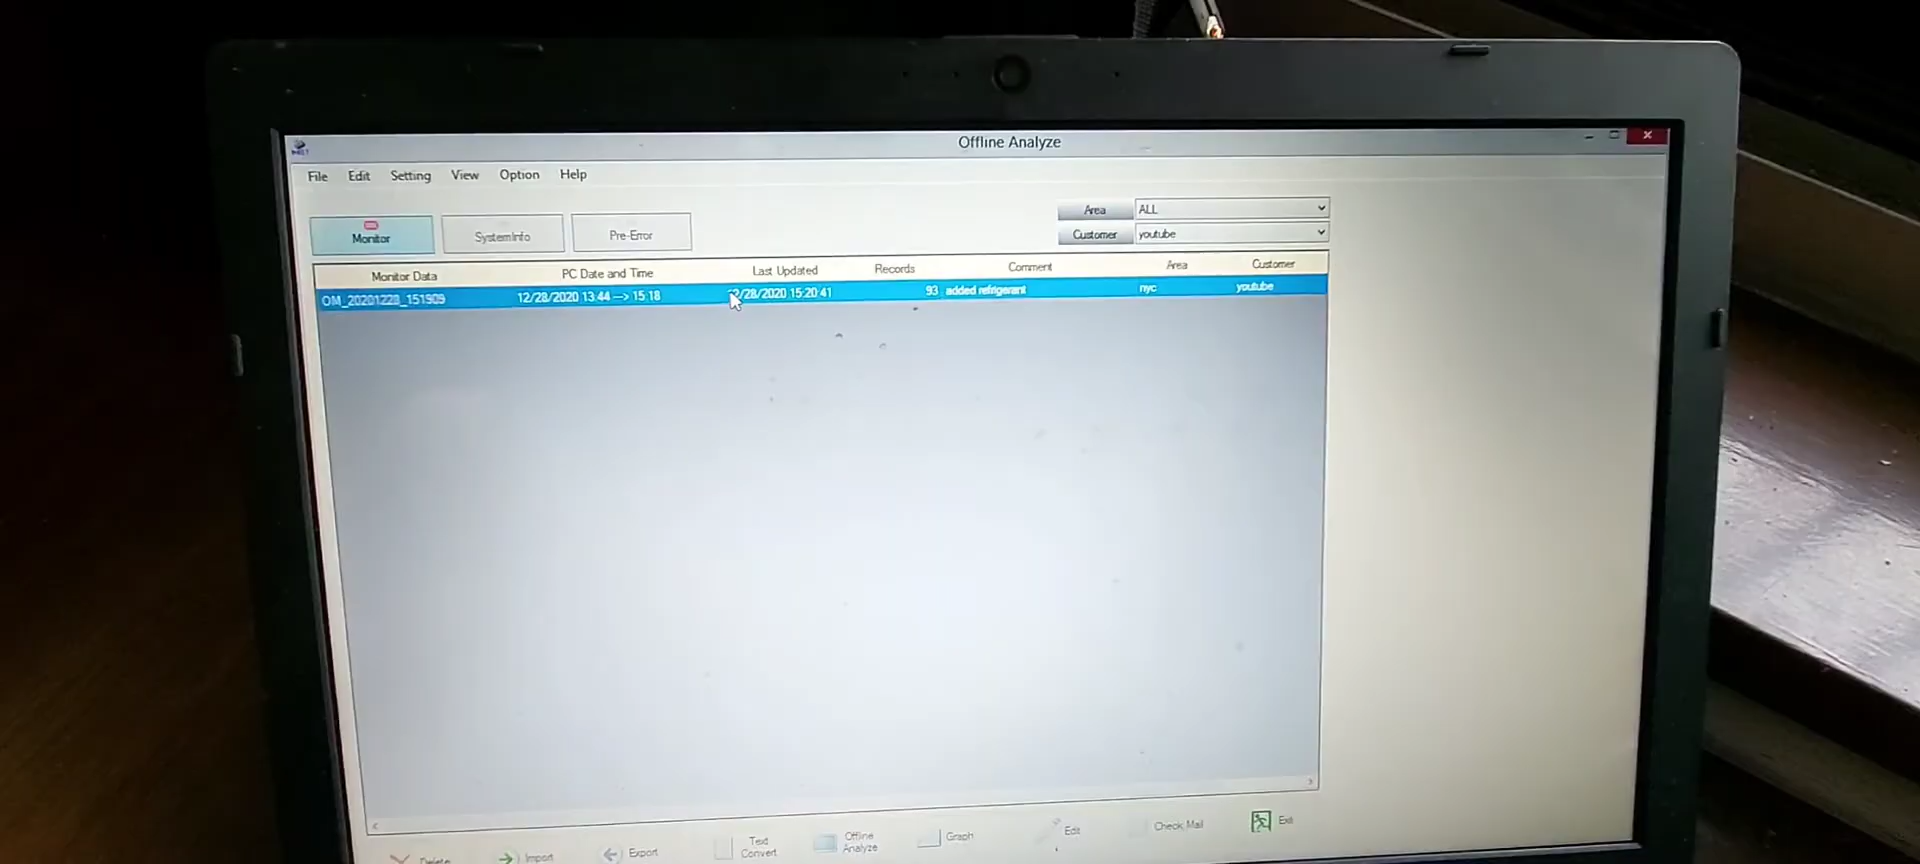 Offline Analyze
File Edit Setting View Option Help
Area ALL
Monitor SystemInfo Pre-Error
Customer youtube
Monitor Data PC Date and Time Last Updated Records Comment Area Customer
OM_20201228_151909 12/28/2020 13:44 --> 15:18 12/28/2020 15:20:41 93 added refrigerant nyc youtube
Delete Import Export Text Convert Offline Analyze Graph Edit Check Mail Exit